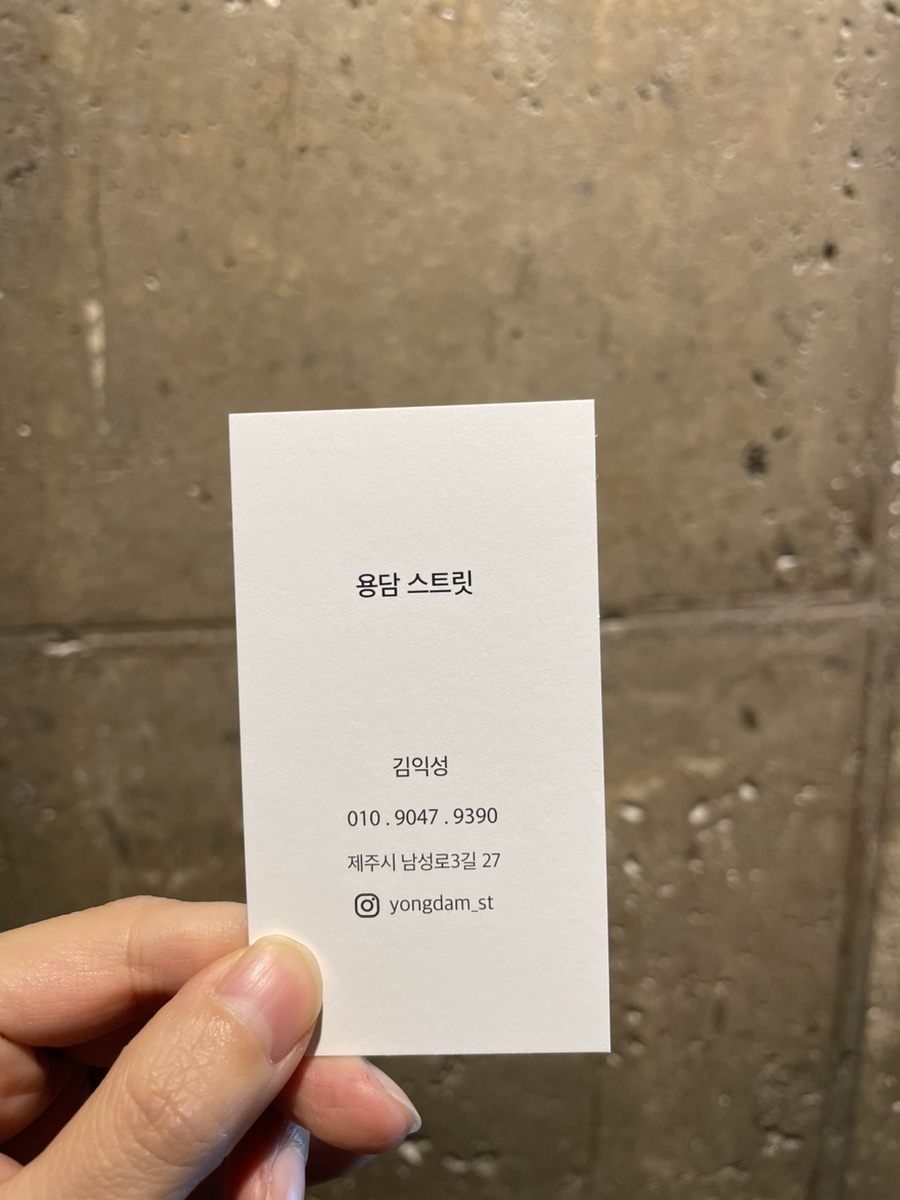 용담 스트릿
김익성
010 . 9047 . 9390
제주시 남성로3길 27
yongdam_st